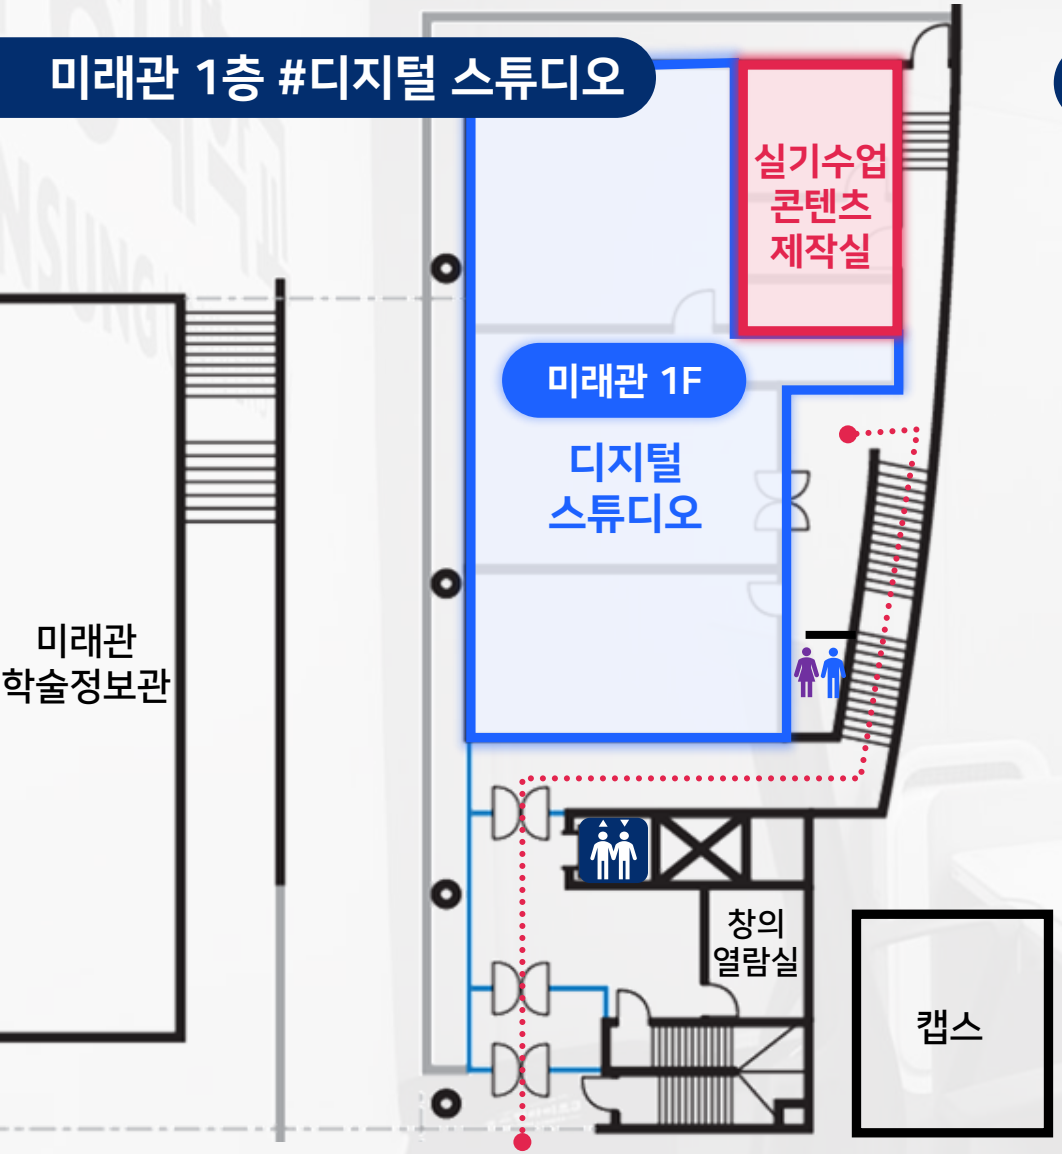 미래관 1층 #디지털 스튜디오
실기수업
콘텐츠
제작실
미래관 1F
디지털
스튜디오
미래관
학술정보관
창의
열람실
캡스